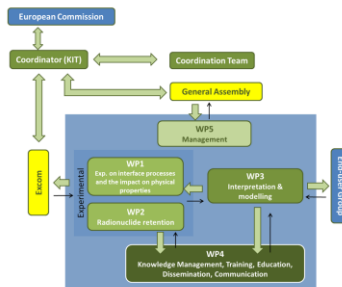 European Commission
Coordinator (KIT)
Coordination Team
General Assembly
WP5
Management
Excom
Experimental
WP1
Exp. on interface processes
and the impact on physical
properties
WP2
Radionuclide retention
WP3
Interpretation &
modelling
End-user Group
WP4
Knowledge Management, Training, Education,
Dissemination, Communication